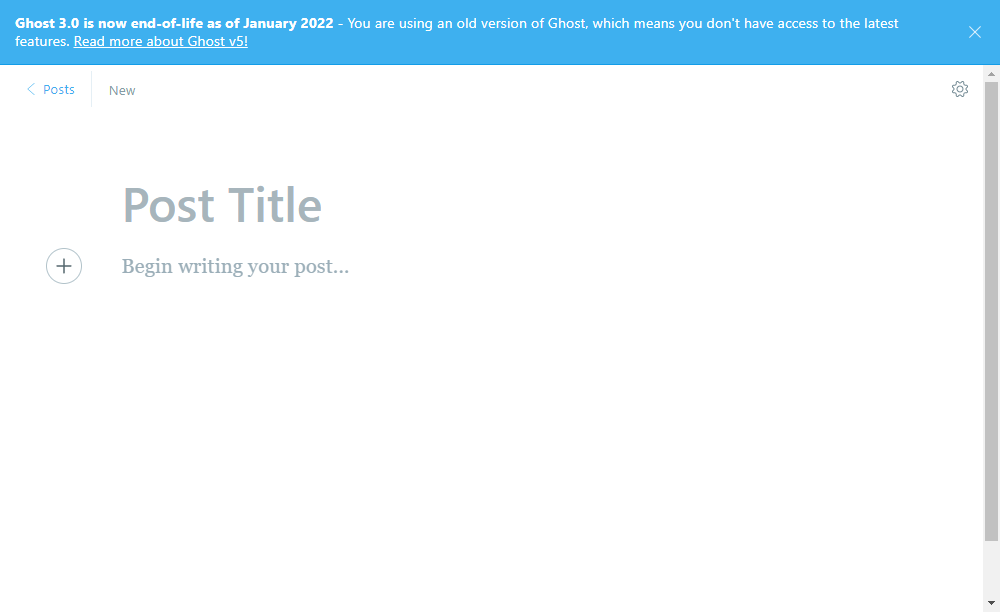 Ghost 3.0 is now end-of-life as of January 2022 - You are using an old version of Ghost, which means you don't have access to the latest
features. Read more about Ghost v5!
Posts
New
Post Title
Begin writing your post...